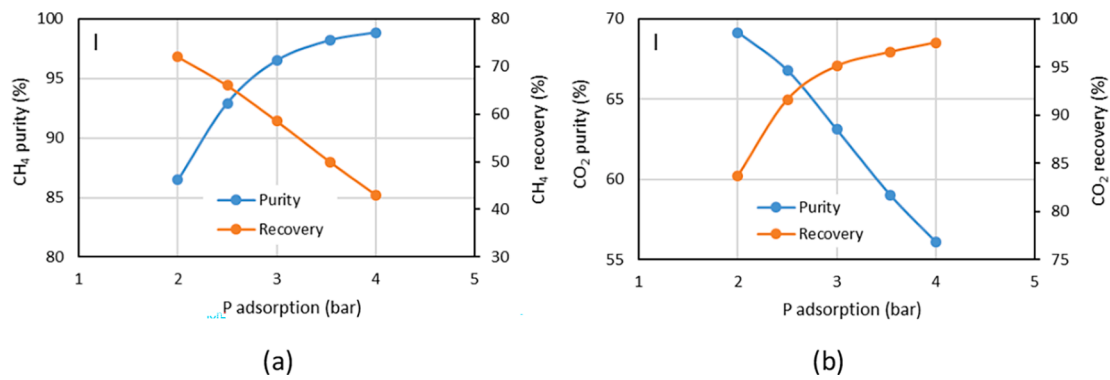 100
95
90
85
80
CH₄ purity (%)
I
Purity
Recovery
80
70
60
50
40
30
CH₄ recovery (%)
1 2 3 4 5
P adsorption (bar)
(a)
70
65
60
55
CO₂ purity (%)
I
Purity
Recovery
100
95
90
85
80
75
CO₂ recovery (%)
1 2 3 4 5
P adsorption (bar)
(b)